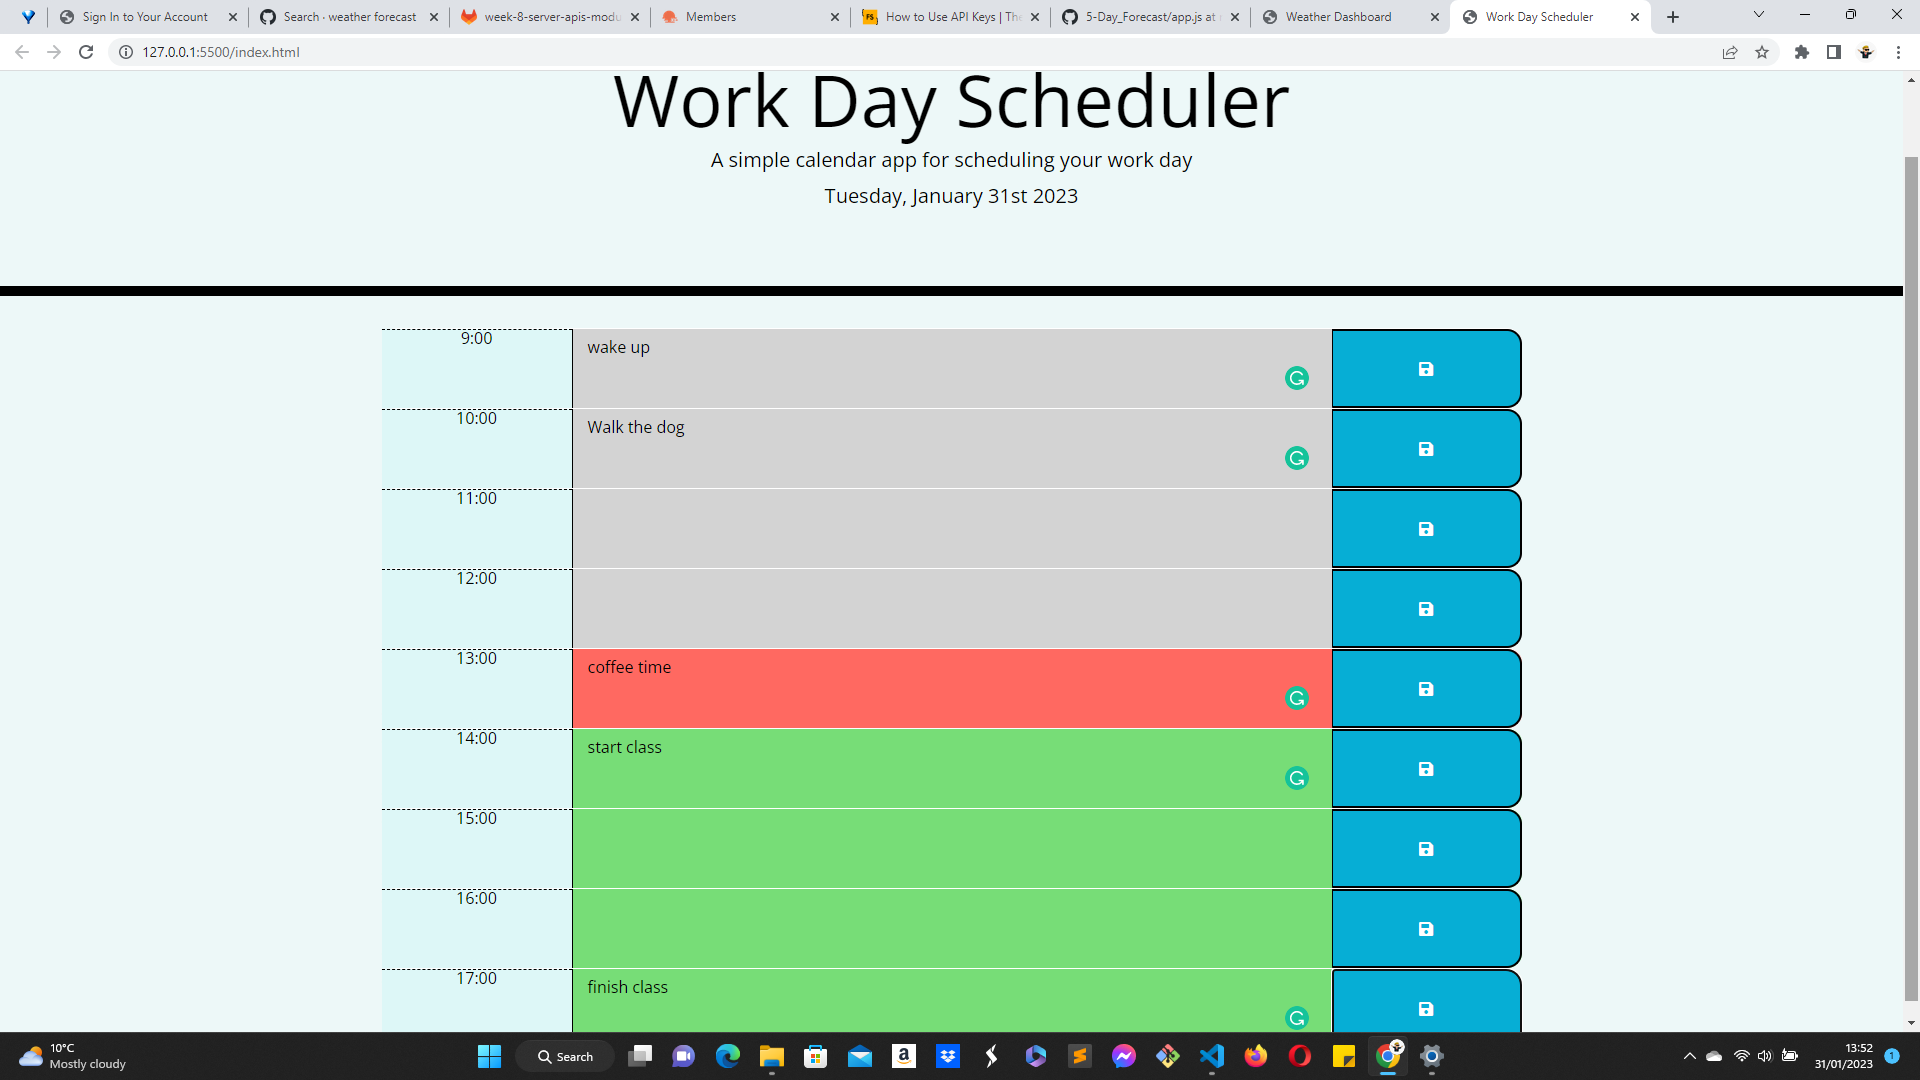 Sign In to Your Account
Search · weather forecast
week-8-server-apis-modu
Members
How to Use API Keys | The
5-Day_Forecast/app.js at
Weather Dashboard
Work Day Scheduler
127.0.0.1:5500/index.html
Work Day Scheduler
A simple calendar app for scheduling your work day
Tuesday, January 31st 2023
9:00
wake up
10:00
Walk the dog
11:00
12:00
13:00
coffee time
14:00
start class
15:00
16:00
17:00
finish class
10°C
Mostly cloudy
Search
13:52
31/01/2023
1